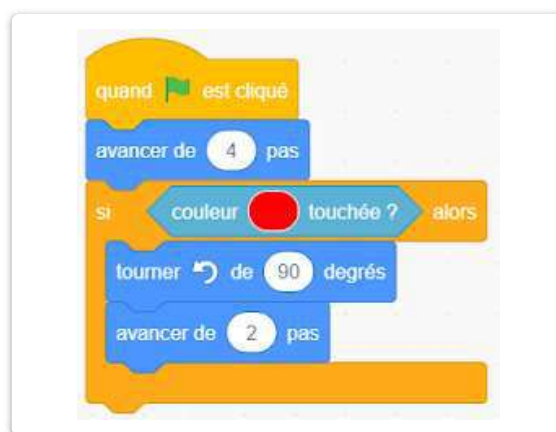 quand est cliqué
avancer de 4 pas
si couleur touchée ? alors
tourner de 90 degrés
avancer de 2 pas